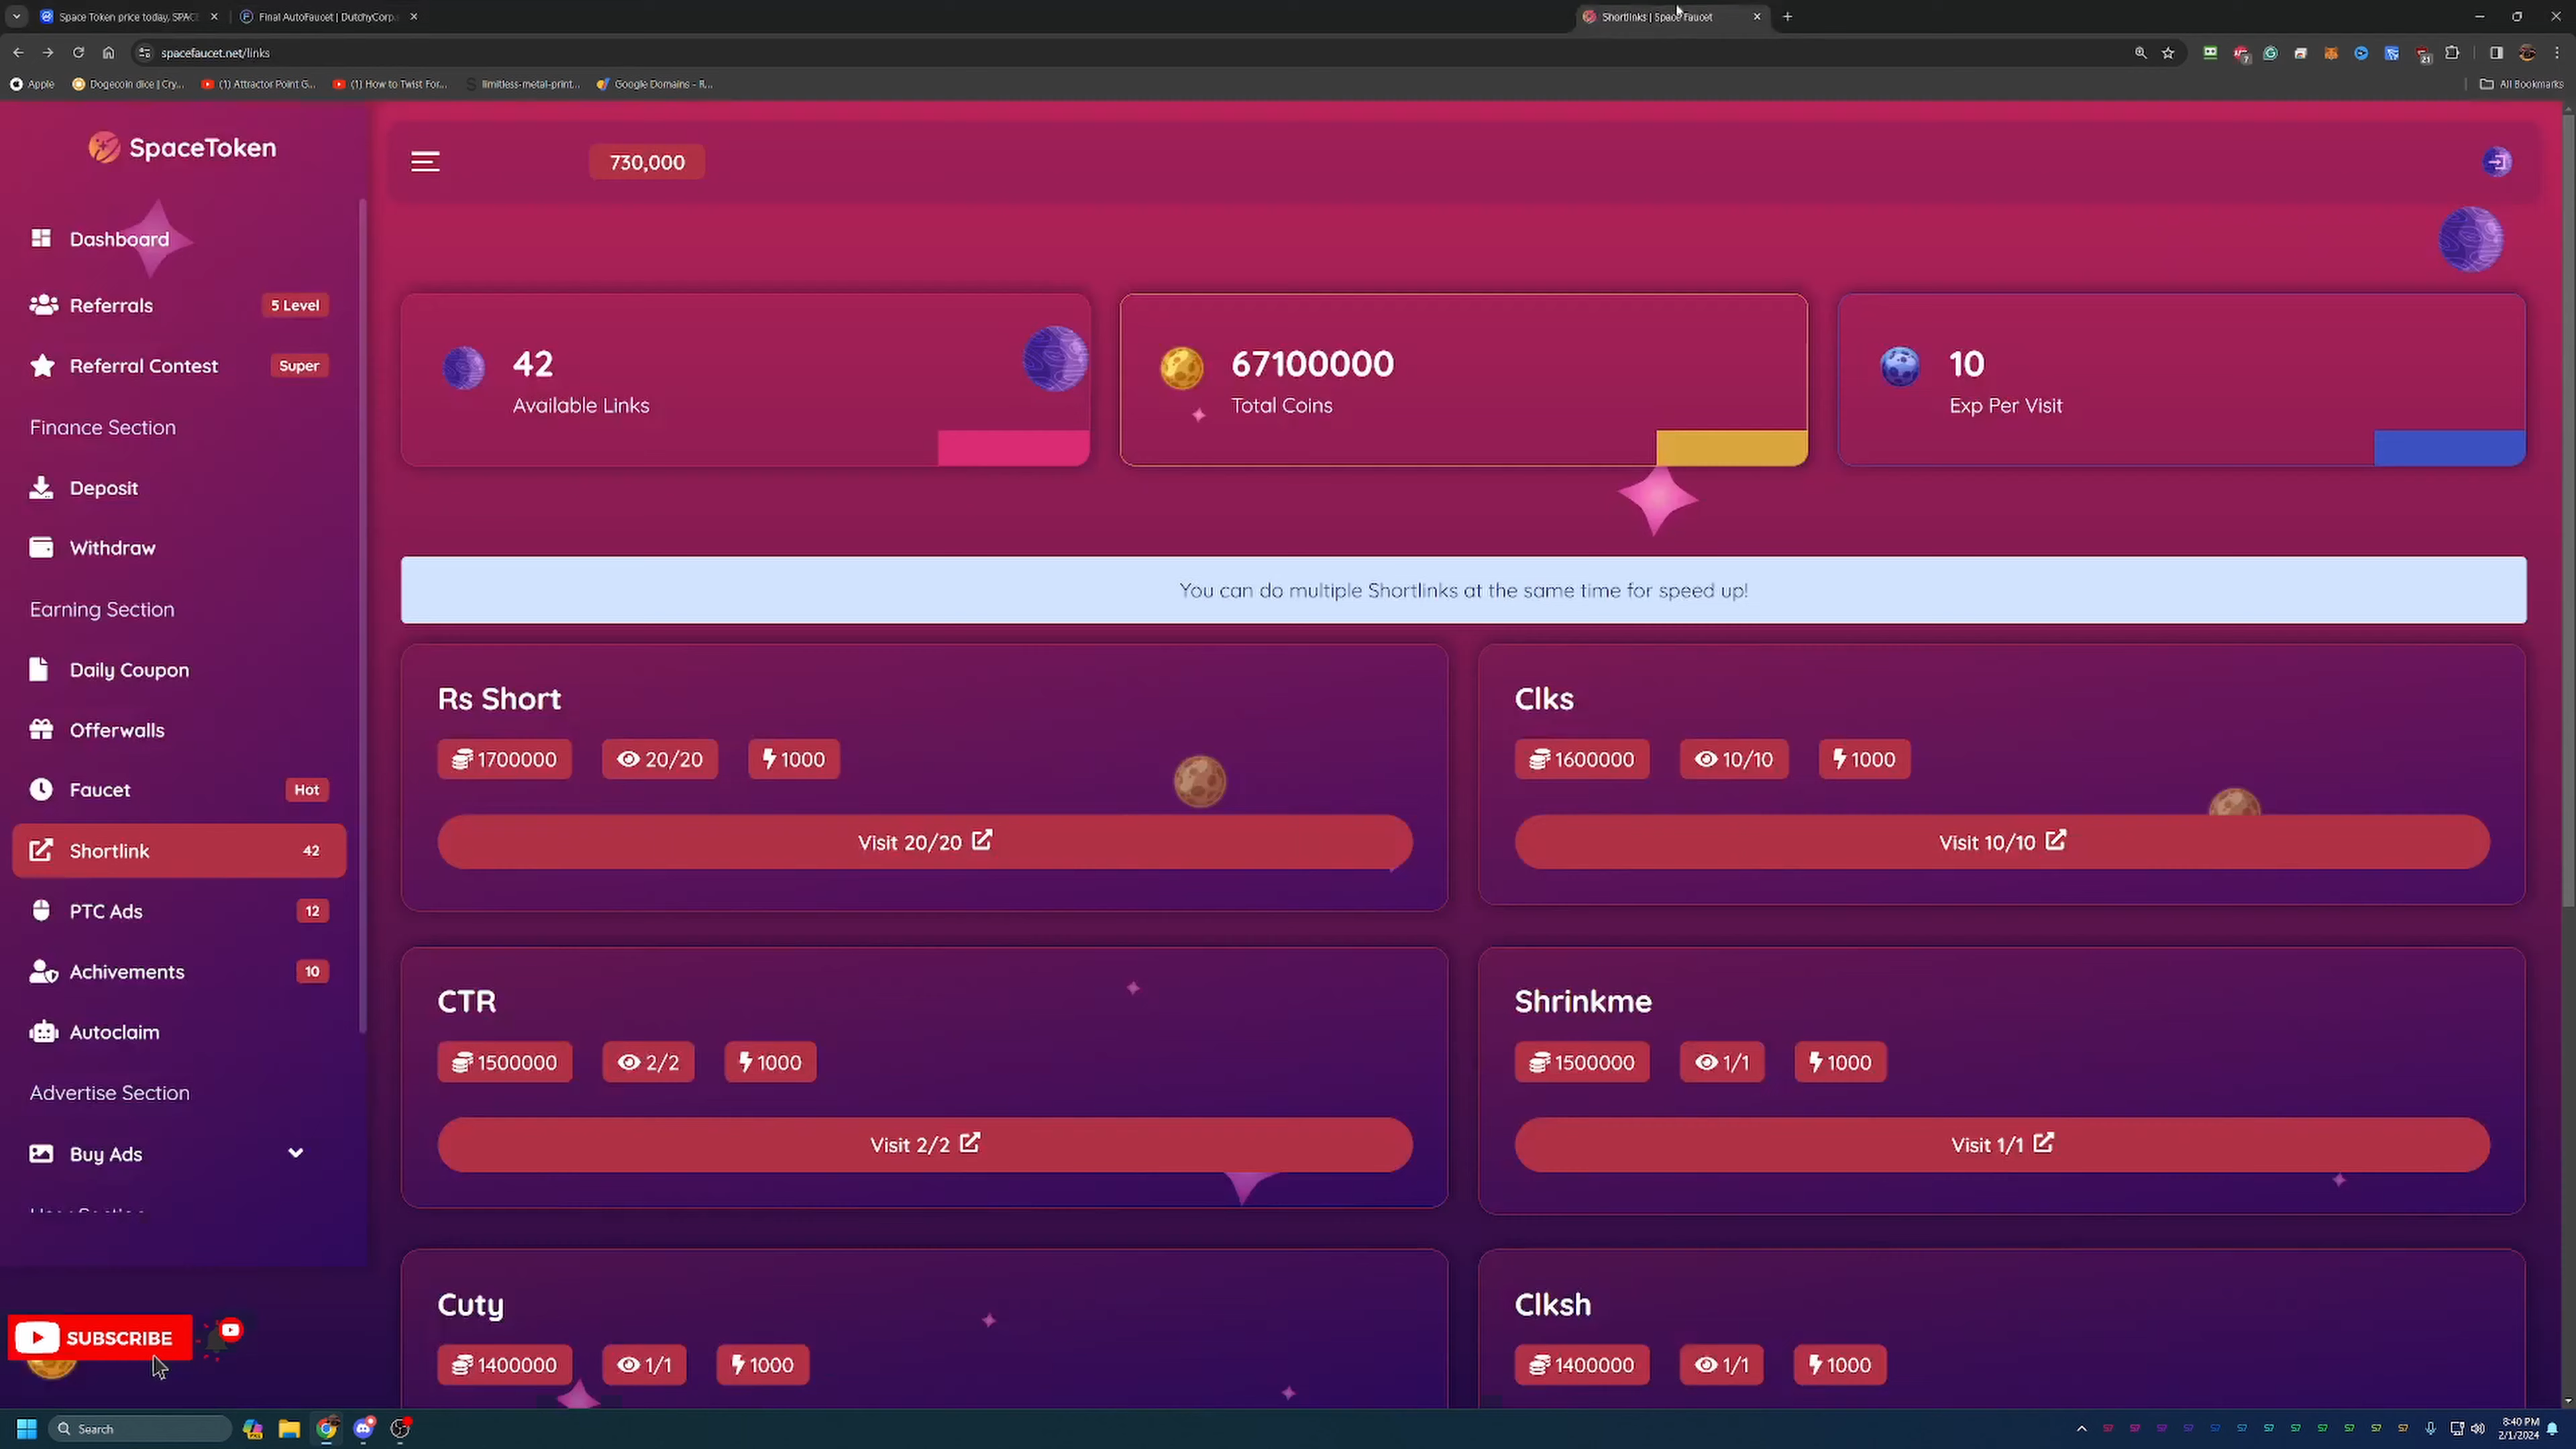 Space Token price today, SPACE
Final AutoFaucet | DutchyCorp.
Shortlinks | Space Faucet
spacefaucet.net/links
Apple
Dogecoin dice | Cry...
(1) Attractor Point G...
(1) How to Twist For...
limitless-metal-print...
Google Domains - R...
All Bookmarks
SpaceToken
730,000
Dashboard
Referrals
5 Level
Referral Contest
Super
Finance Section
Deposit
Withdraw
Earning Section
Daily Coupon
Offerwalls
Faucet
Hot
Shortlink
42
PTC Ads
12
Achivements
10
Autoclaim
Advertise Section
Buy Ads
42
Available Links
67100000
Total Coins
10
Exp Per Visit
You can do multiple Shortlinks at the same time for speed up!
Rs Short
1700000
20/20
1000
Visit 20/20
Clks
1600000
10/10
1000
Visit 10/10
CTR
1500000
2/2
1000
Visit 2/2
Shrinkme
1500000
1/1
1000
Visit 1/1
Cuty
1400000
1/1
1000
Clksh
1400000
1/1
1000
SUBSCRIBE
Search
8:40 PM
2/1/2024